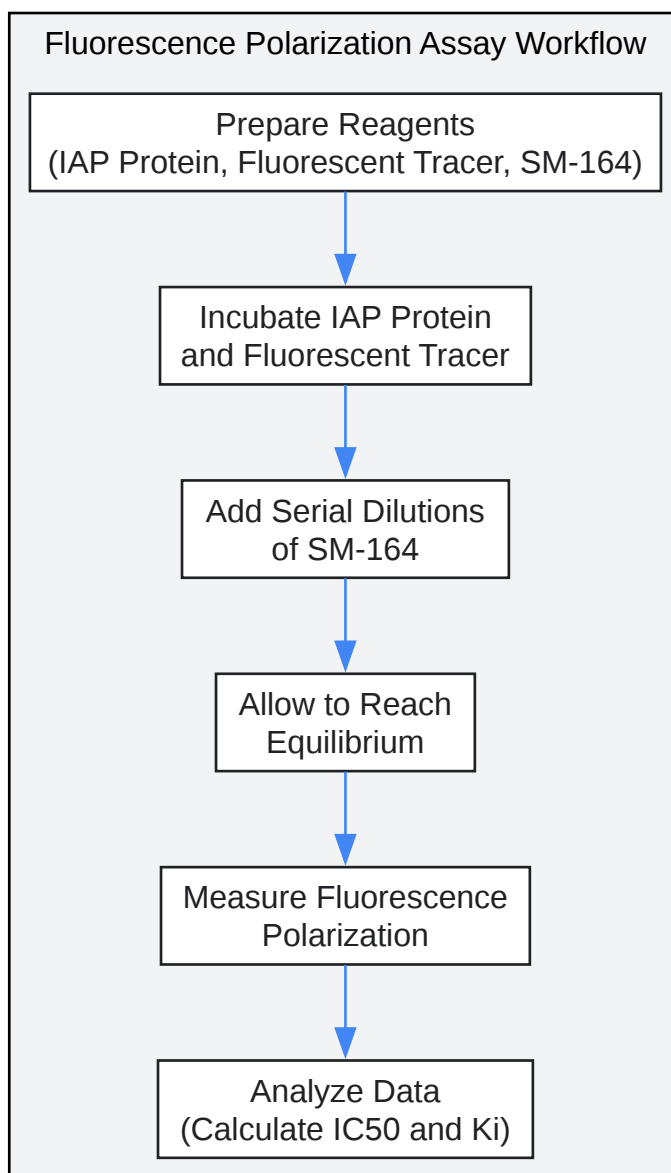 Fluorescence Polarization Assay Workflow
Prepare Reagents
(IAP Protein, Fluorescent Tracer, SM-164)
Incubate IAP Protein
and Fluorescent Tracer
Add Serial Dilutions
of SM-164
Allow to Reach
Equilibrium
Measure Fluorescence
Polarization
Analyze Data
(Calculate IC50 and Ki)